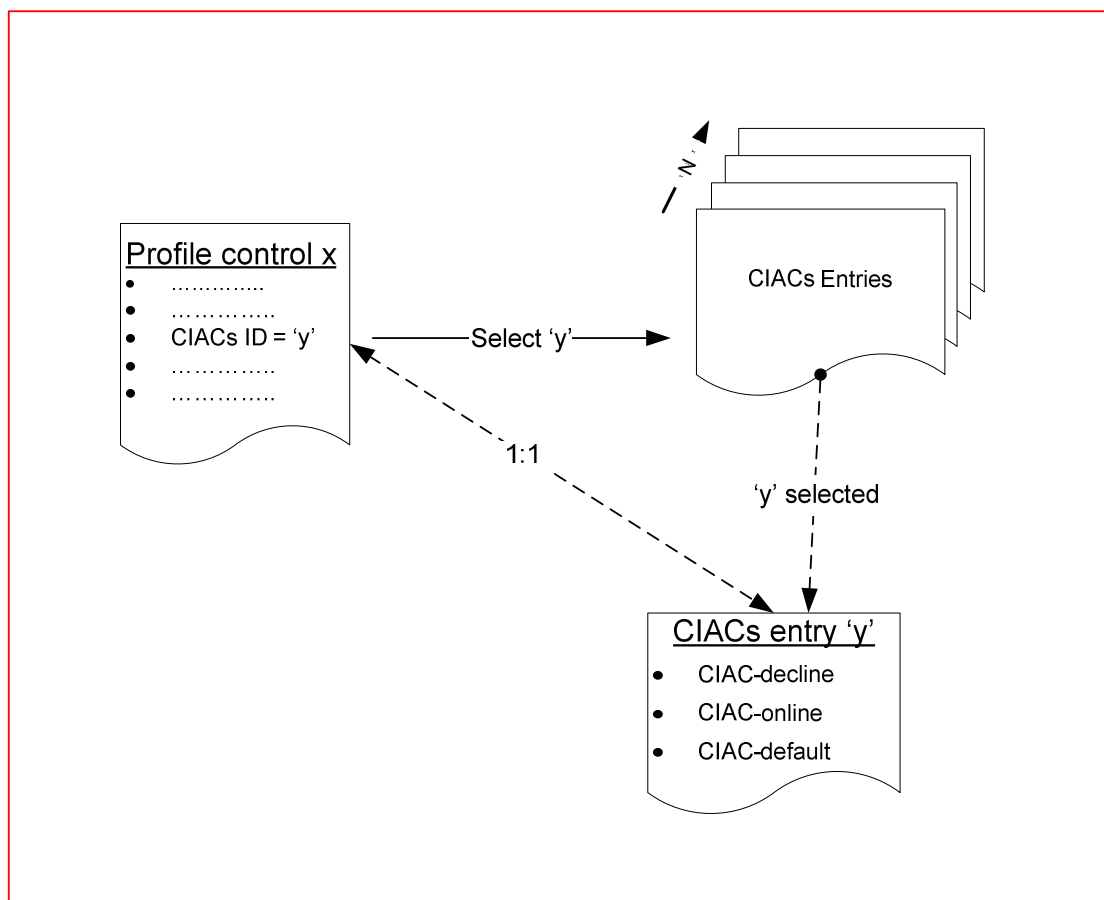 'N'
Profile control x
• …………..
• …………..
• CIACs ID = ‘y’
• …………..
• …………..
Select ‘y’
CIACs Entries
1:1
‘y’ selected
CIACs entry ‘y’
• CIAC-decline
• CIAC-online
• CIAC-default